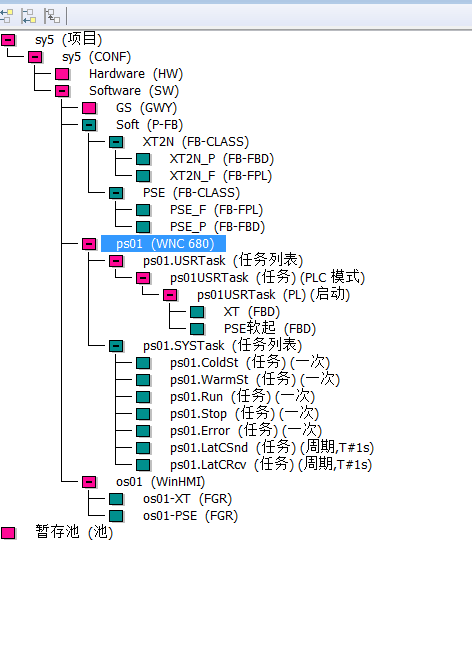 sy5 (项目)
sy5 (CONF)
Hardware (HW)
Software (SW)
GS (GWY)
Soft (P-FB)
XT2N (FB-CLASS)
XT2N_P (FB-FBD)
XT2N_F (FB-FPL)
PSE (FB-CLASS)
PSE_F (FB-FPL)
PSE_P (FB-FBD)
ps01 (WNC 680)
ps01.USRTask (任务列表)
ps01USRTask (任务) (PLC 模式)
ps01USRTask (PL) (启动)
XT (FBD)
PSE软起 (FBD)
ps01.SYSTask (任务列表)
ps01.ColdSt (任务) (一次)
ps01.WarmSt (任务) (一次)
ps01.Run (任务) (一次)
ps01.Stop (任务) (一次)
ps01.Error (任务) (一次)
ps01.LatCSnd (任务) (周期,T#1s)
ps01.LatCRcv (任务) (周期,T#1s)
os01 (WinHMI)
os01-XT (FGR)
os01-PSE (FGR)
暂存池 (池)